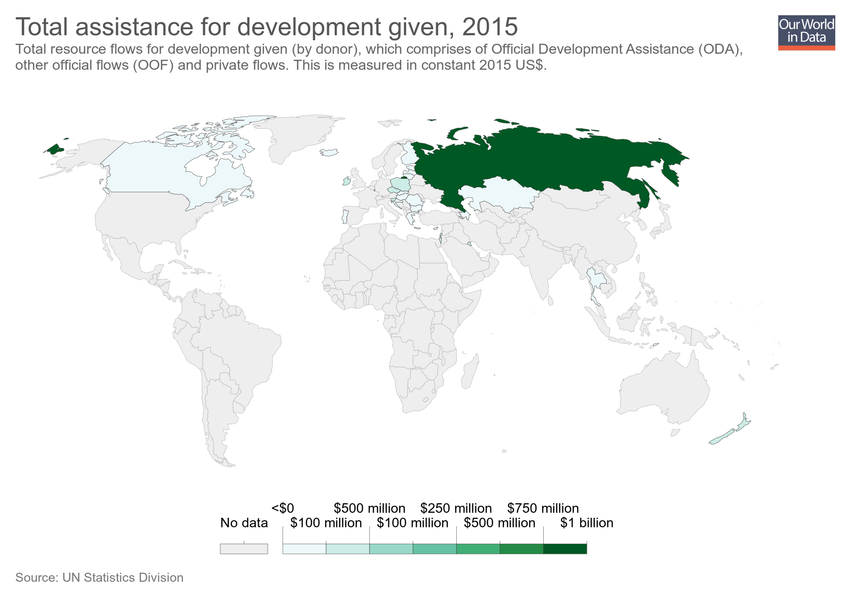 Total assistance for development given, 2015
Our World
in Data
Total resource flows for development given (by donor), which comprises of Official Development Assistance (ODA),
other official flows (OOF) and private flows. This is measured in constant 2015 US$.
<$0 $500 million $250 million $750 million
No data $100 million $100 million $500 million $1 billion
Source: UN Statistics Division